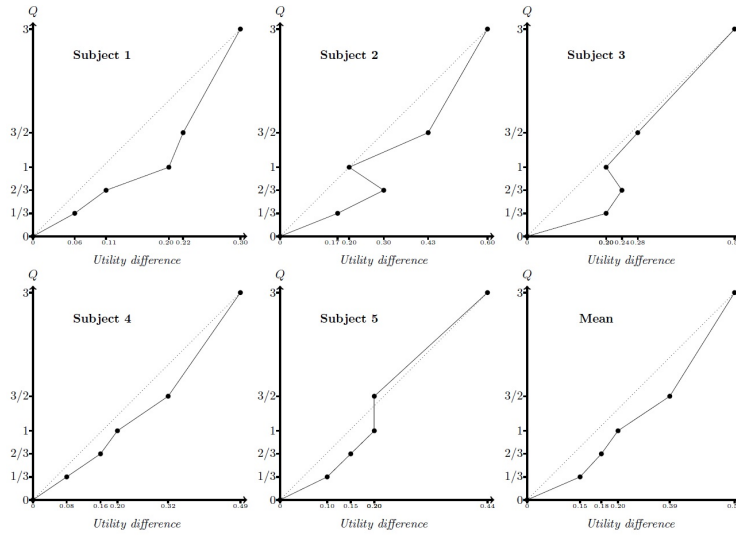 Q
3
Subject 1
3/2
1
2/3
1/3
0
0 0.06 0.11 0.20 0.22 0.30
Utility difference
Q
3
Subject 2
3/2
1
2/3
1/3
0
0 0.17 0.20 0.30 0.43 0.60
Utility difference
Q
3
Subject 3
3/2
1
2/3
1/3
0
0 0.20 0.24 0.28
Utility difference
Q
3
Subject 4
3/2
1
2/3
1/3
0
0 0.08 0.16 0.20 0.32 0.49
Utility difference
Q
3
Subject 5
3/2
1
2/3
1/3
0
0 0.10 0.15 0.20 0.44
Utility difference
Q
3
Mean
3/2
1
2/3
1/3
0
0 0.15 0.18 0.20 0.39
Utility difference